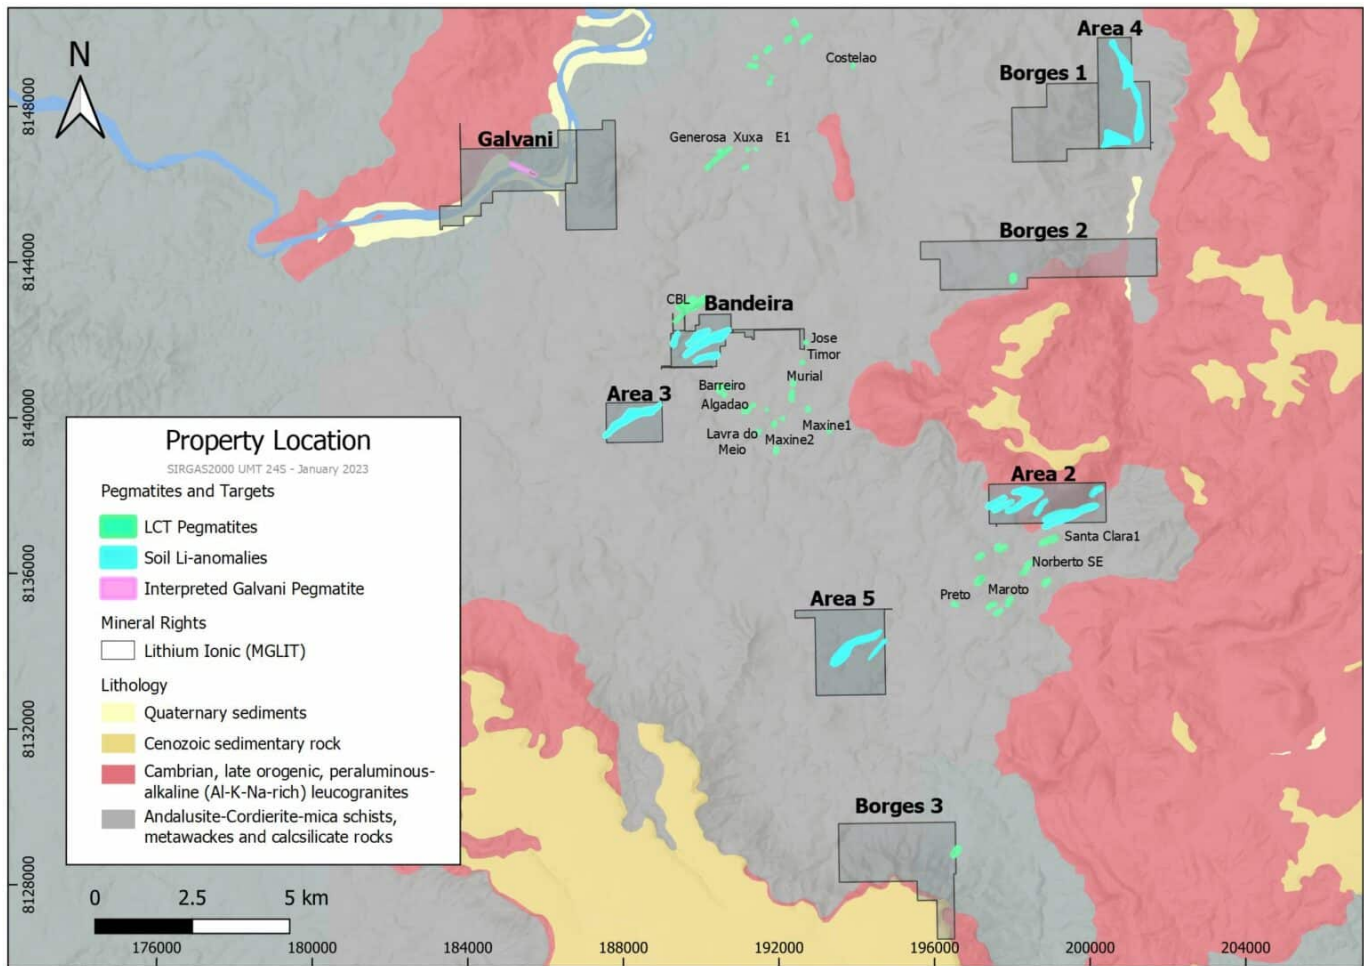 N
Area 4
Borges 1
Costelao
Generosa Xuxa E1
Galvani
Borges 2
CBL
Bandeira
Jose
Timor
Murial
Barreiro
Algadao
Area 3
Maxine1
Lavra do
Meio
Maxine2
Area 2
Santa Clara1
Norberto SE
Maroto
Preto
Area 5
Borges 3
Property Location
SIRGAS2000 UMT 24S - January 2023
Pegmatites and Targets
LCT Pegmatites
Soil Li-anomalies
Interpreted Galvani Pegmatite
Mineral Rights
Lithium Ionic (MGLIT)
Lithology
Quaternary sediments
Cenozoic sedimentary rock
Cambrian, late orogenic, peraluminous-
alkaline (Al-K-Na-rich) leucogranites
Andalusite-Cordierite-mica schists,
metawackes and calcsilicate rocks
0 2.5 5 km
8148000
8144000
8140000
8136000
8132000
8128000
176000 180000 184000 188000 192000 196000 200000 204000